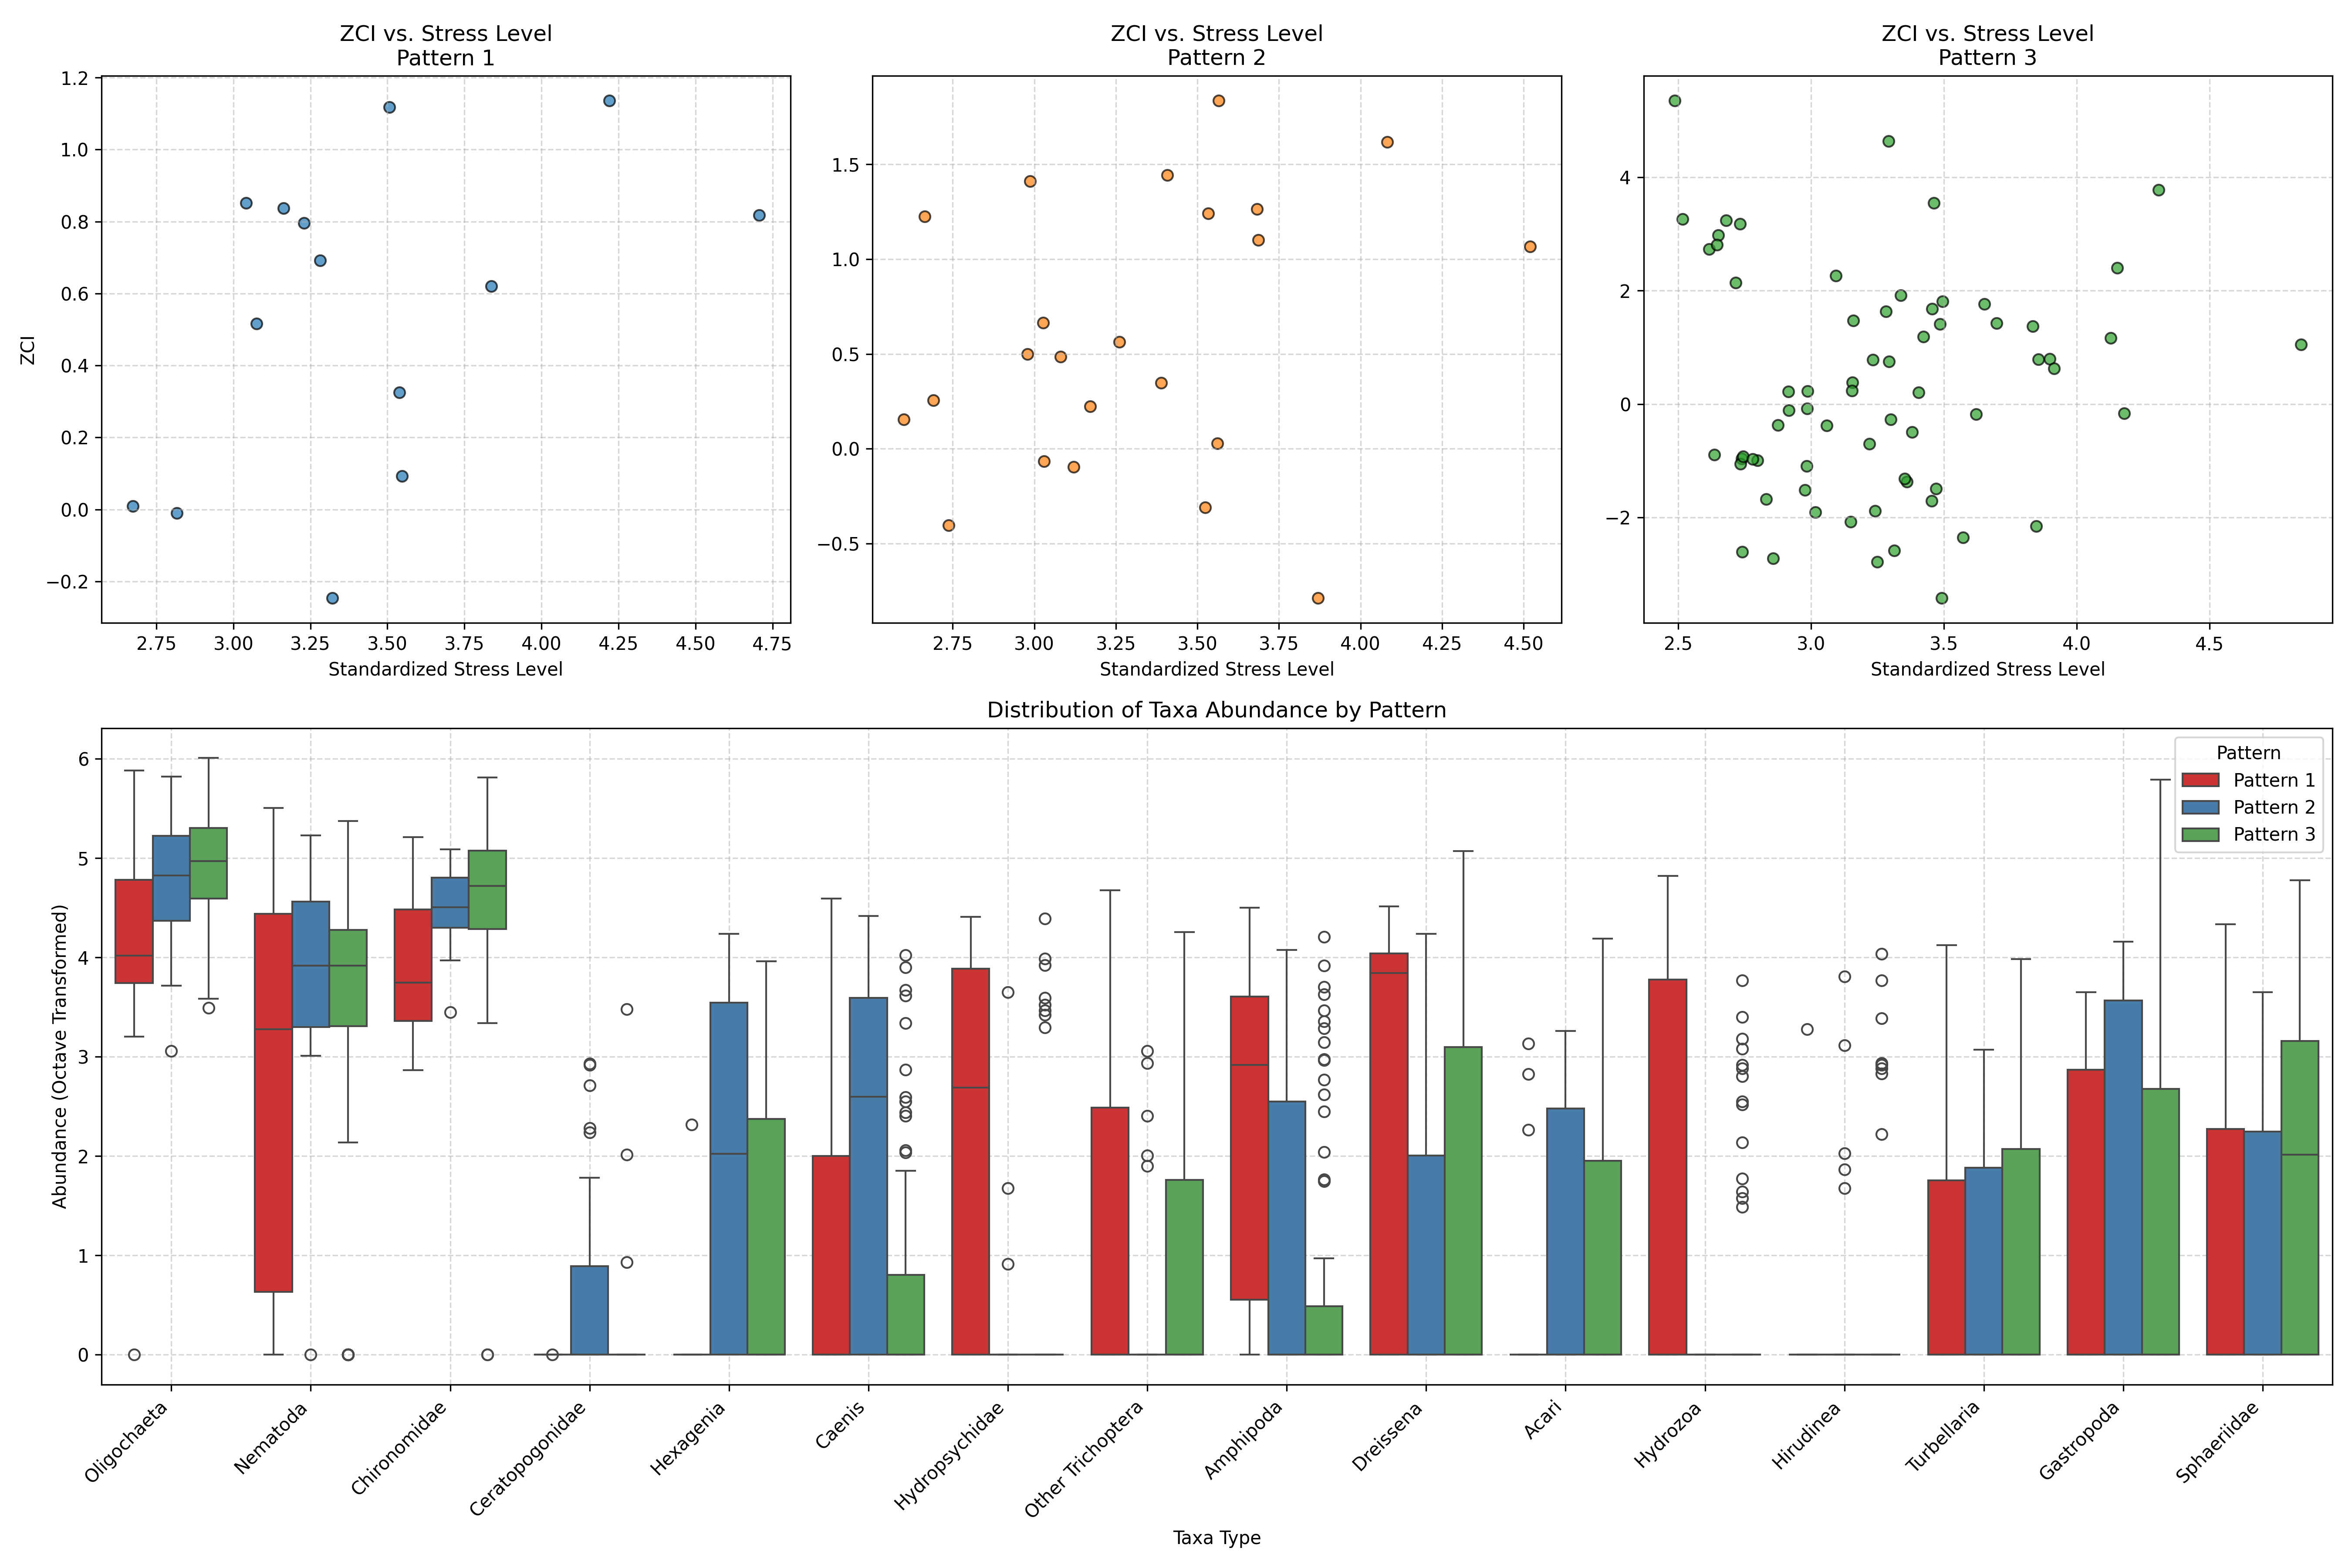 ZCI vs. Stress Level
Pattern 1
ZCI
1.2
1.0
0.8
0.6
0.4
0.2
0.0
−0.2
2.75 3.00 3.25 3.50 3.75 4.00 4.25 4.50 4.75
Standardized Stress Level
ZCI vs. Stress Level
Pattern 2
1.5
1.0
0.5
0.0
−0.5
2.75 3.00 3.25 3.50 3.75 4.00 4.25 4.50
Standardized Stress Level
ZCI vs. Stress Level
Pattern 3
4
2
0
−2
2.5 3.0 3.5 4.0 4.5
Standardized Stress Level
Distribution of Taxa Abundance by Pattern
Abundance (Octave Transformed)
6
5
4
3
2
1
0
Pattern
Pattern 1
Pattern 2
Pattern 3
Oligochaeta
Nematoda
Chironomidae
Ceratopogonidae
Hexagenia
Caenis
Hydropsychidae
Other Trichoptera
Amphipoda
Dreissena
Acari
Hydrozoa
Hirudinea
Turbellaria
Gastropoda
Sphaeriidae
Taxa Type